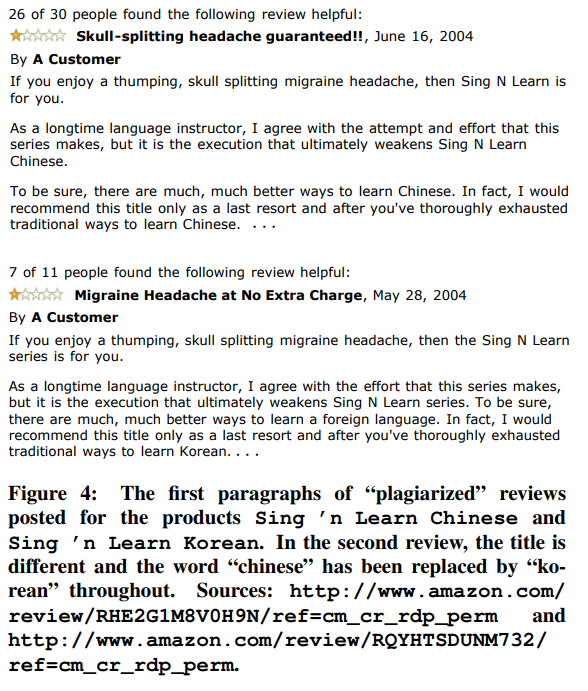 26 of 30 people found the following review helpful:
Skull-splitting headache guaranteed!!, June 16, 2004
By A Customer
If you enjoy a thumping, skull splitting migraine headache, then Sing N Learn is
for you.
As a longtime language instructor, I agree with the attempt and effort that this
series makes, but it is the execution that ultimately weakens Sing N Learn
Chinese.
To be sure, there are much, much better ways to learn Chinese. In fact, I would
recommend this title only as a last resort and after you've thoroughly exhausted
traditional ways to learn Chinese. ...
7 of 11 people found the following review helpful:
Migraine Headache at No Extra Charge, May 28, 2004
By A Customer
If you enjoy a thumping, skull splitting migraine headache, then the Sing N Learn
series is for you.
As a longtime language instructor, I agree with the effort that this series makes,
but it is the execution that ultimately weakens Sing N Learn series. To be sure,
there are much, much better ways to learn a foreign language. In fact, I would
recommend this title only as a last resort and after you've thoroughly exhausted
traditional ways to learn Korean. . . .
Figure 4: The first paragraphs of “plagiarized” reviews
posted for the products Sing ’n Learn Chinese and
Sing ’n Learn Korean. In the second review, the title is
different and the word “chinese” has been replaced by “ko-
rean” throughout. Sources: http://www.amazon.com/
review/RHE2G1M8V0H9N/ref=cm_cr_rdp_perm and
http://www.amazon.com/review/RQYHTSDUNM732/
ref=cm_cr_rdp_perm.